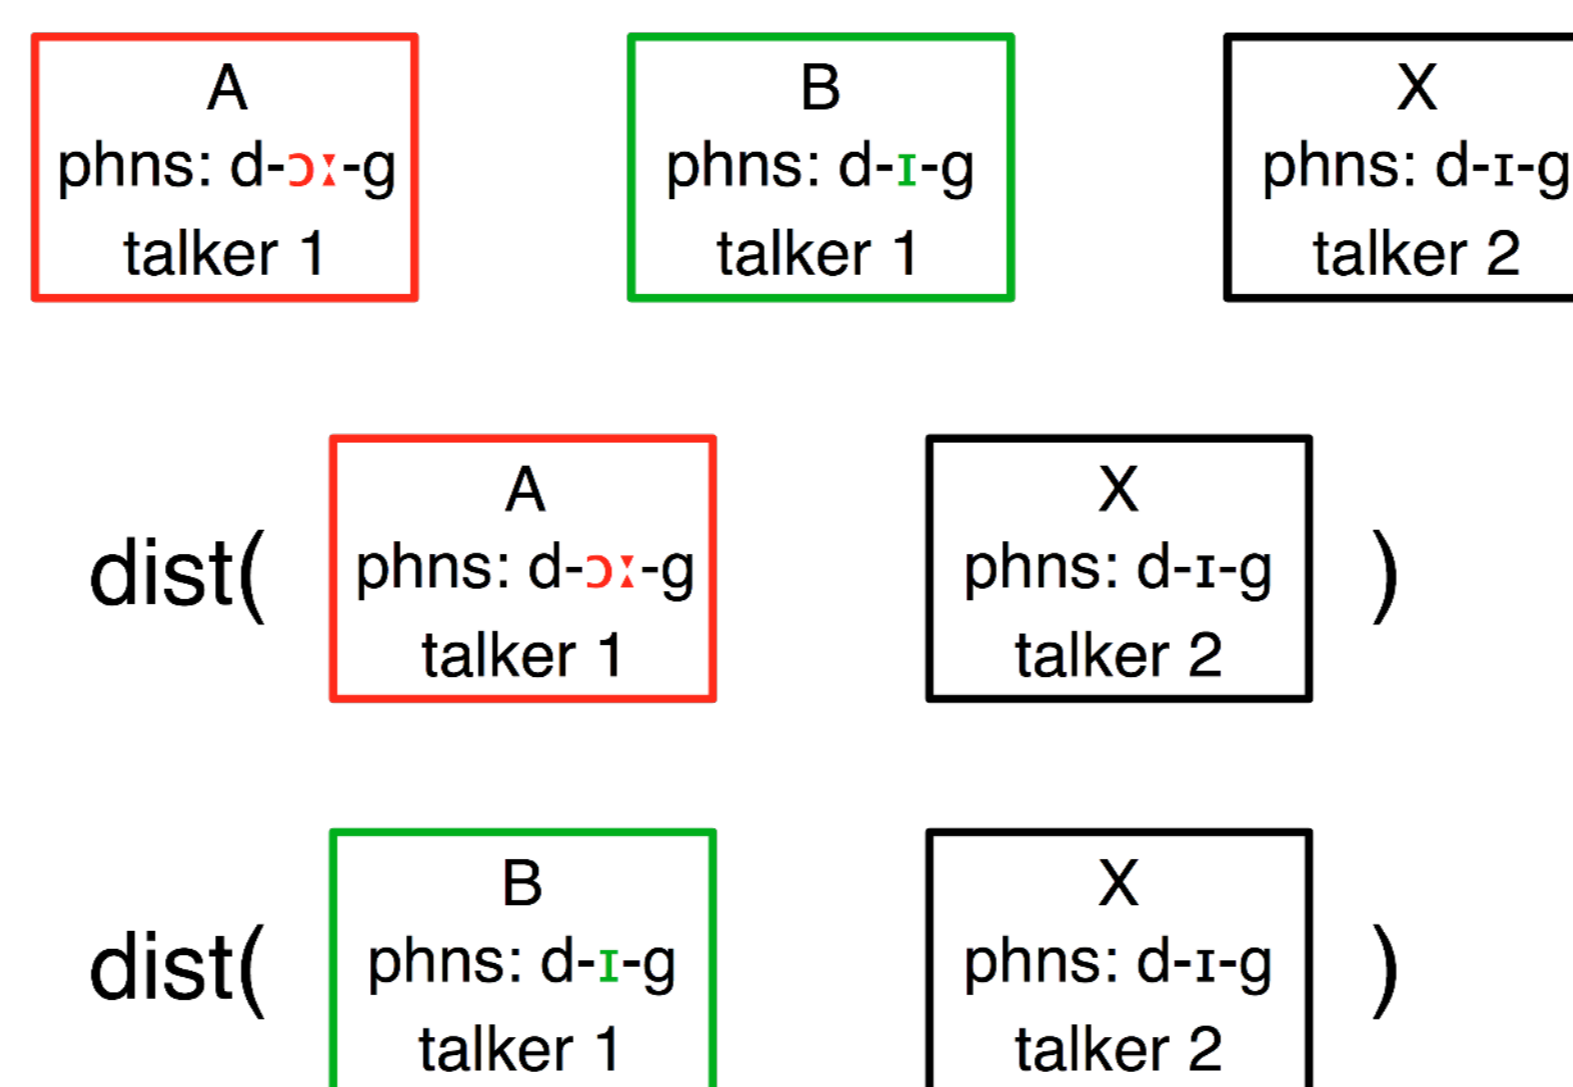 A
phns: d-ɔː-g
talker 1
B
phns: d-ɪ-g
talker 1
X
phns: d-ɪ-g
talker 2
dist(
A
phns: d-ɔː-g
talker 1
X
phns: d-ɪ-g
talker 2
)
dist(
B
phns: d-ɪ-g
talker 1
X
phns: d-ɪ-g
talker 2
)